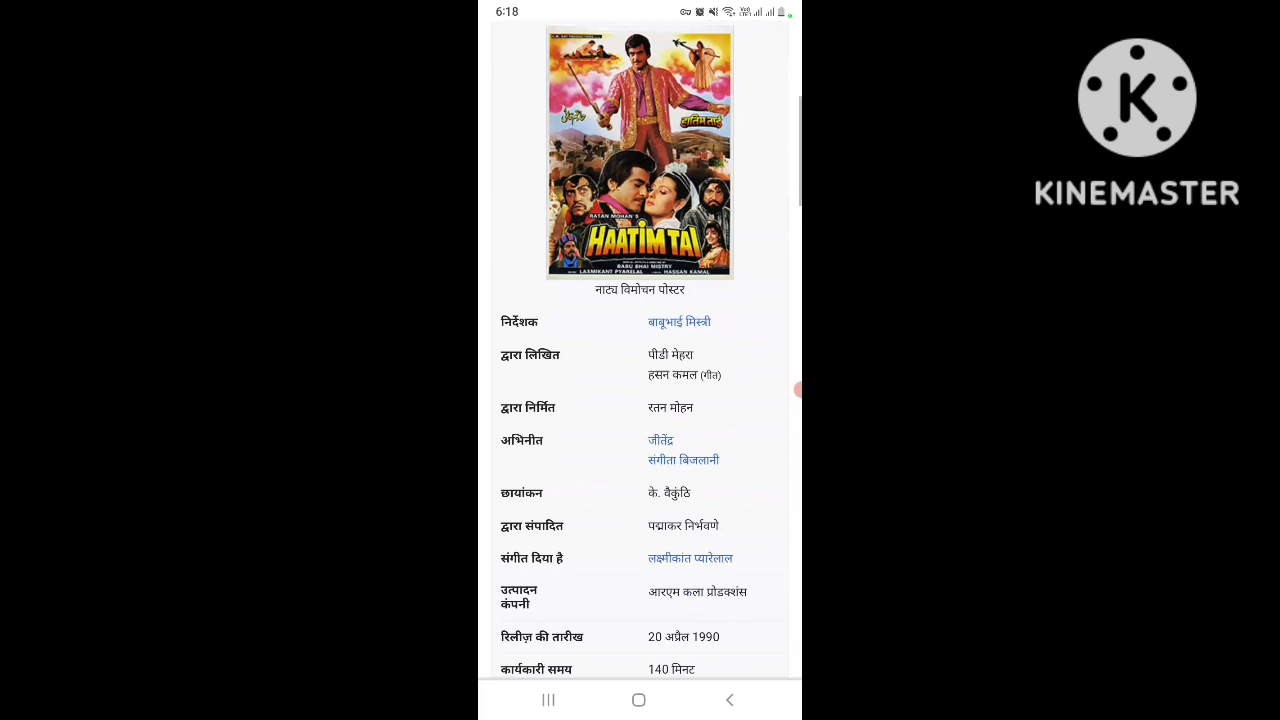 6:18
हातिमताई
RATAN MOHAN'S
HAATIM TAI
BABU BHAI MISTRY
LAXMIKANT PYARELAL
HASSAN KAMAL
नाट्य विमोचन पोस्टर
निर्देशक बाबूभाई मिस्त्री
द्वारा लिखित पीडी मेहरा
हसन कमल (गीत)
द्वारा निर्मित रतन मोहन
अभिनीत जीतेंद्र
संगीता बिजलानी
छायांकन के. वैकुंठि
द्वारा संपादित पद्माकर निर्भवणे
संगीत दिया है लक्ष्मीकांत प्यारेलाल
उत्पादन
कंपनी आरएम कला प्रोडक्शंस
रिलीज़ की तारीख 20 अप्रैल 1990
कार्यकारी समय 140 मिनट
K
KINEMASTER